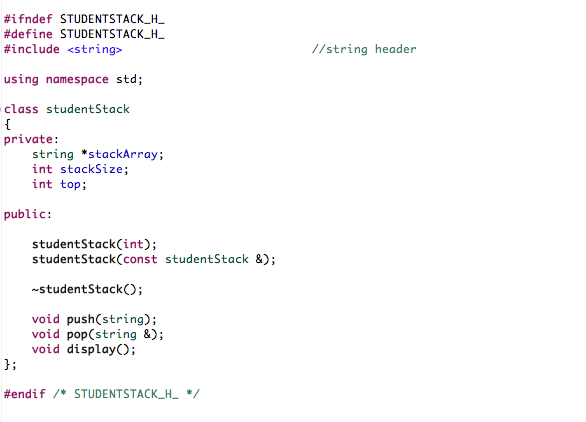 #ifndef STUDENTSTACK_H_
#define STUDENTSTACK_H_
#include <string> //string header
using namespace std;
class studentStack
{
private:
string *stackArray;
int stackSize;
int top;
public:
studentStack(int);
studentStack(const studentStack &);
~studentStack();
void push(string);
void pop(string &);
void display();
};
#endif /* STUDENTSTACK_H_ */